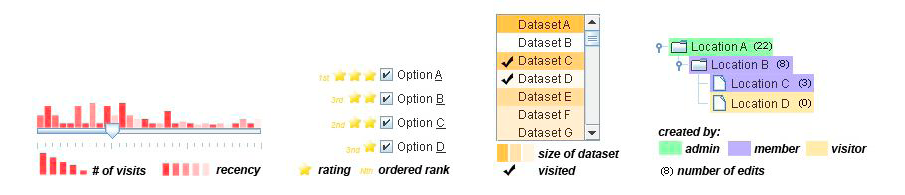 # of visits
recency
1st Option A
3rd Option B
2nd Option C
3rd Option D
rating
Nth ordered rank
Dataset A
Dataset B
Dataset C
Dataset D
Dataset E
Dataset F
Dataset G
size of dataset
visited
Location A (22)
Location B (8)
Location C (3)
Location D (0)
created by:
admin
member
visitor
(8) number of edits